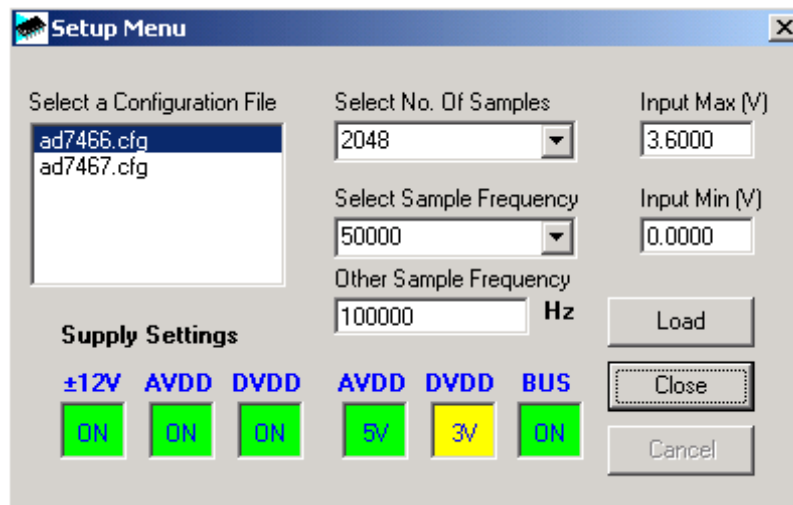 Setup Menu
Select a Configuration File
ad7466.cfg
ad7467.cfg
Select No. Of Samples
2048
Select Sample Frequency
50000
Other Sample Frequency
100000 Hz
Input Max (V)
3.6000
Input Min (V)
0.0000
Load
Close
Cancel
Supply Settings
±12V AVDD DVDD AVDD DVDD BUS
ON ON ON 5V 3V ON